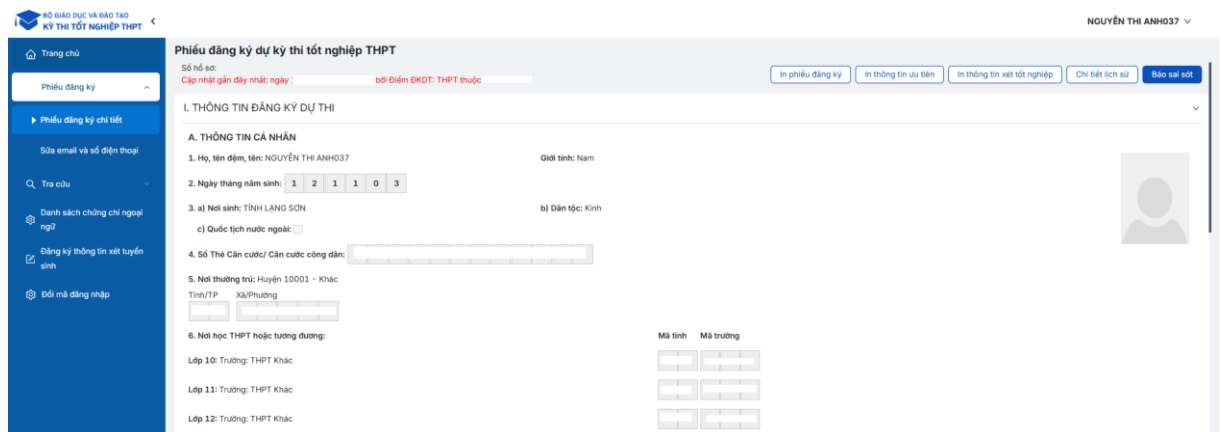 BỘ GIÁO DỤC VÀ ĐÀO TẠO
KỲ THI TỐT NGHIỆP THPT
NGUYỄN THI ANH037
Trang chủ
Phiếu đăng ký
Phiếu đăng ký chi tiết
Sửa email và số điện thoại
Tra cứu
Danh sách chứng chỉ ngoại
ngữ
Đăng ký thông tin xét tuyển
sinh
Đổi mã đăng nhập
Phiếu đăng ký dự kỳ thi tốt nghiệp THPT
Số hồ sơ:
Cập nhật gần đây nhất: ngày : bởi Điểm ĐKDT: THPT thuộc
In phiếu đăng ký In thông tin ưu tiên In thông tin xét tốt nghiệp Chi tiết lịch sử Báo sai sót
I. THÔNG TIN ĐĂNG KÝ DỰ THI
A. THÔNG TIN CÁ NHÂN
1. Họ, tên đệm, tên: NGUYỄN THI ANH037 Giới tính: Nam
2. Ngày tháng năm sinh: 1 2 1 1 0 3
3. a) Nơi sinh: TỈNH LẠNG SƠN b) Dân tộc: Kinh
c) Quốc tịch nước ngoài:
4. Số Thẻ Căn cước/ Căn cước công dân:
5. Nơi thường trú: Huyện 10001 - Khác
Tỉnh/TP Xã/Phường
6. Nơi học THPT hoặc tương đương: Mã tỉnh Mã trường
Lớp 10: Trường: THPT Khác
Lớp 11: Trường: THPT Khác
Lớp 12: Trường: THPT Khác